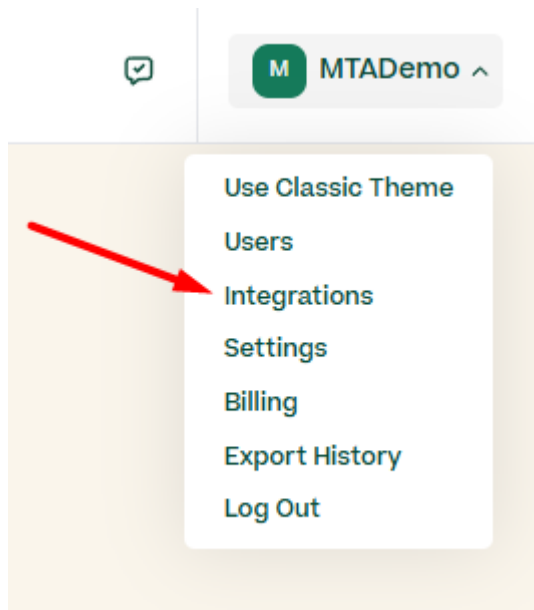 M MTADemo
Use Classic Theme
Users
Integrations
Settings
Billing
Export History
Log Out